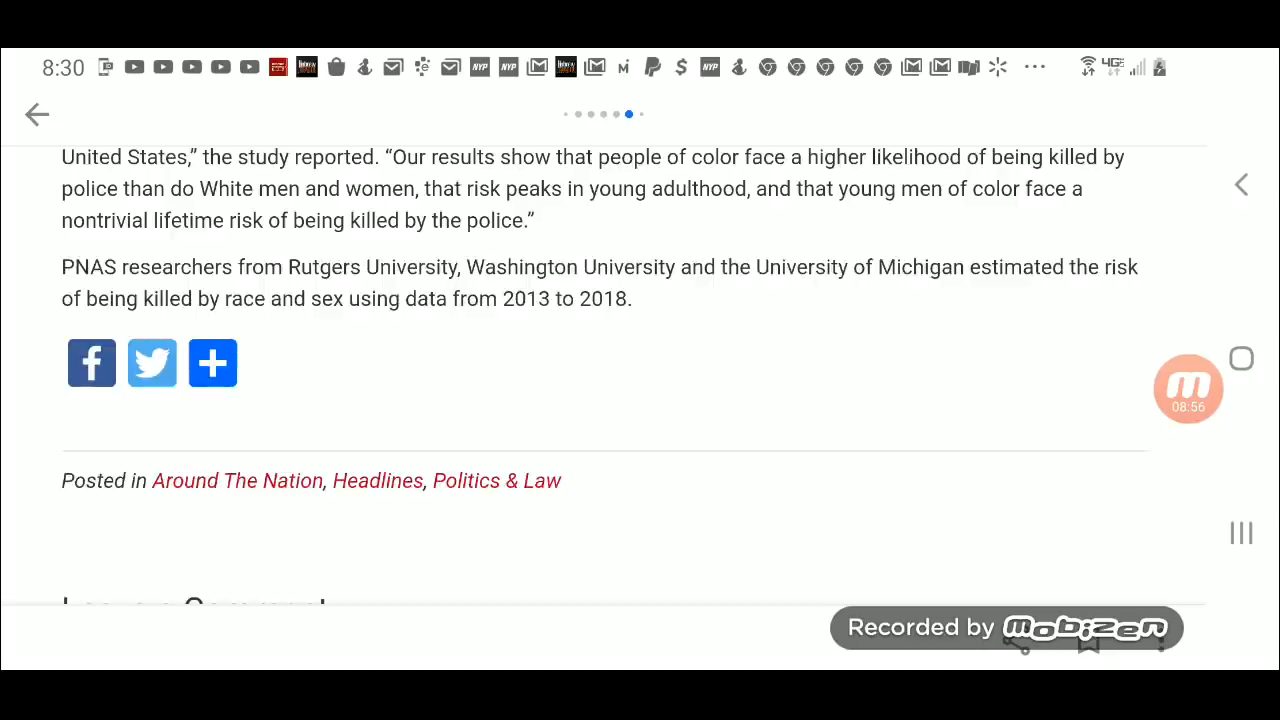 8:30
NYP NYP NYP 4GE
United States,” the study reported. “Our results show that people of color face a higher likelihood of being killed by
police than do White men and women, that risk peaks in young adulthood, and that young men of color face a
nontrivial lifetime risk of being killed by the police.”
PNAS researchers from Rutgers University, Washington University and the University of Michigan estimated the risk
of being killed by race and sex using data from 2013 to 2018.
08:56
Posted in Around The Nation, Headlines, Politics & Law
Recorded by mobizen